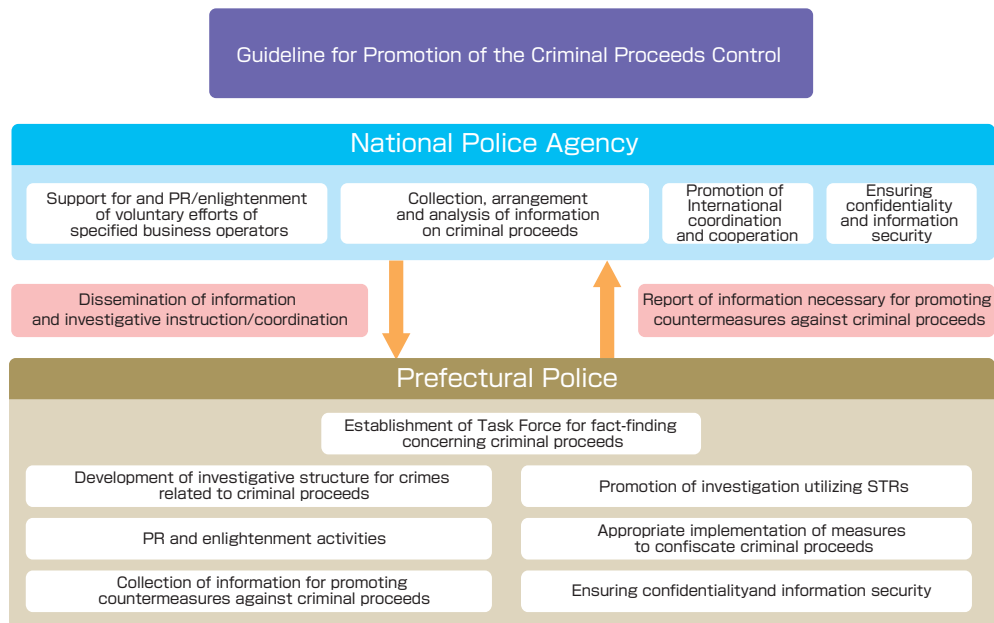 Guideline for Promotion of the Criminal Proceeds Control
National Police Agency
Support for and PR/enlightenment
of voluntary efforts of
specified business operators
Collection, arrangement
and analysis of information
on criminal proceeds
Promotion of
International
coordination
and cooperation
Ensuring
confidentiality
and information
security
Dissemination of information
and investigative instruction/coordination
Report of information necessary for promoting
countermeasures against criminal proceeds
Prefectural Police
Establishment of Task Force for fact-finding
concerning criminal proceeds
Development of investigative structure for crimes
related to criminal proceeds
Promotion of investigation utilizing STRs
PR and enlightenment activities
Appropriate implementation of measures
to confiscate criminal proceeds
Collection of information for promoting
countermeasures against criminal proceeds
Ensuring confidentialityand information security